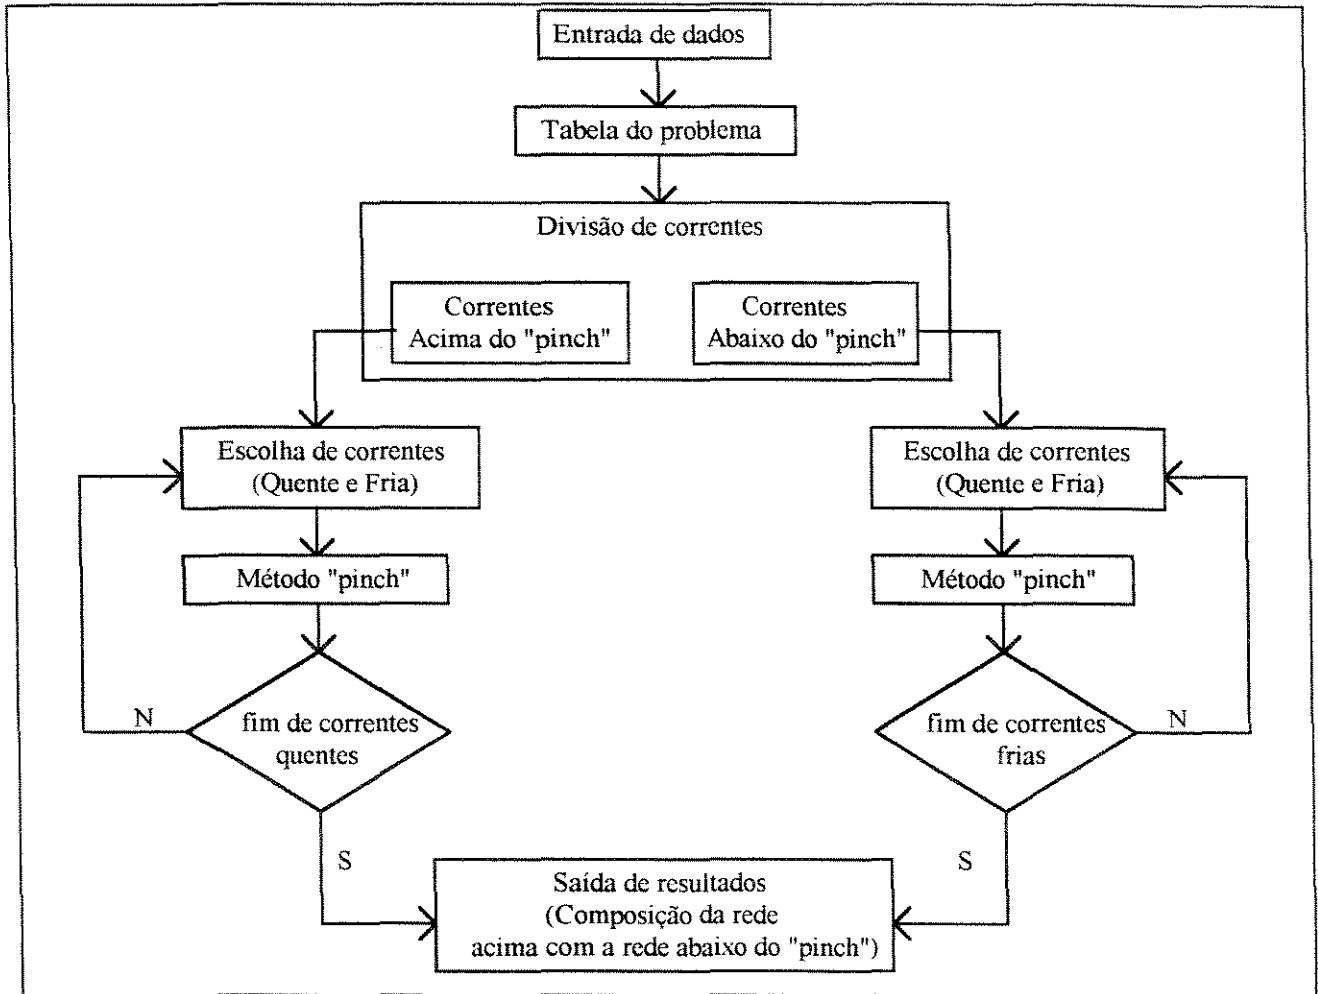 Entrada de dados
Tabela do problema
Divisão de correntes
Correntes
Acima do "pinch"
Correntes
Abaixo do "pinch"
Escolha de correntes
(Quente e Fria)
Escolha de correntes
(Quente e Fria)
Método "pinch"
Método "pinch"
N
fim de correntes
quentes
fim de correntes
frias
N
S
S
Saída de resultados
(Composição da rede
acima com a rede abaixo do "pinch")